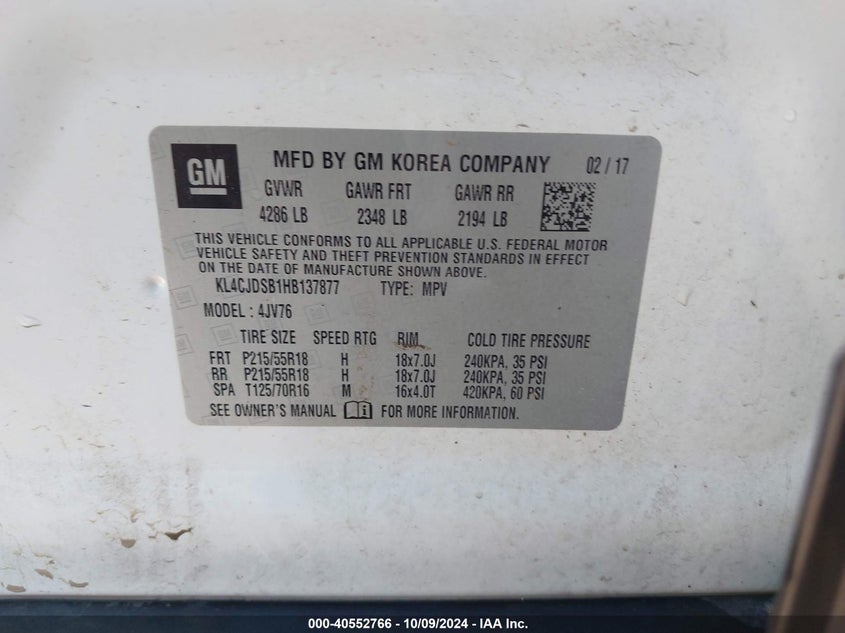 GM MFD BY GM KOREA COMPANY 02/17
GVWR GAWR FRT GAWR RR
4286 LB 2348 LB 2194 LB
THIS VEHICLE CONFORMS TO ALL APPLICABLE U.S. FEDERAL MOTOR
VEHICLE SAFETY AND THEFT PREVENTION STANDARDS IN EFFECT
ON THE DATE OF MANUFACTURE SHOWN ABOVE.
KL4CJDSB1HB137877 TYPE: MPV
MODEL : 4JV76
TIRE SIZE SPEED RTG RIM COLD TIRE PRESSURE
FRT P215/55R18 H 18x7.0J 240KPA, 35 PSI
RR P215/55R18 H 18x7.0J 240KPA, 35 PSI
SPA T125/70R16 M 16x4.0T 420KPA, 60 PSI
SEE OWNER'S MANUAL FOR MORE INFORMATION.
000-40552766 - 10/09/2024 - IAA Inc.